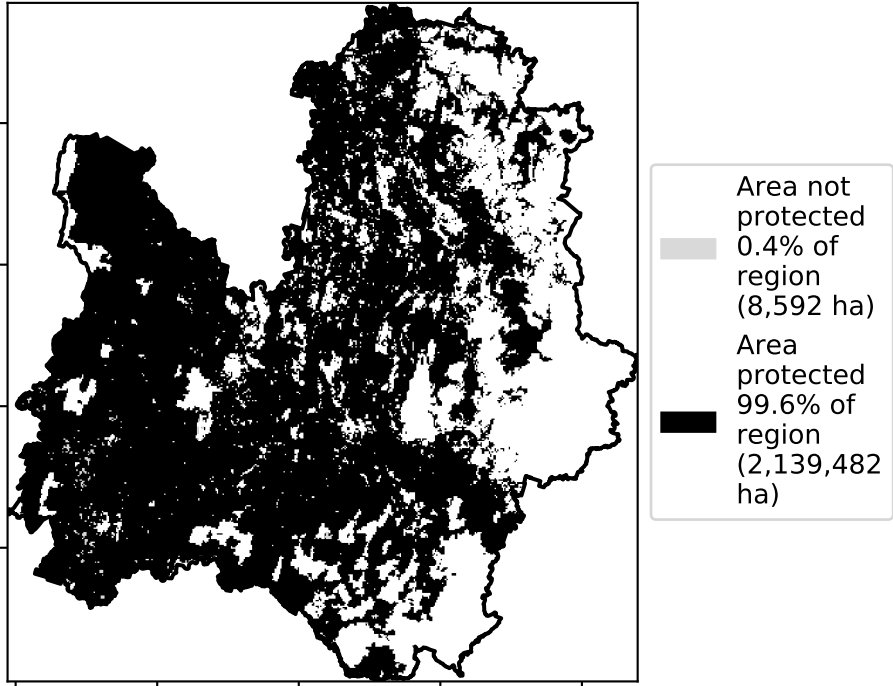 Area not
protected
0.4% of
region
(8,592 ha)
Area
protected
99.6% of
region
(2,139,482
ha)